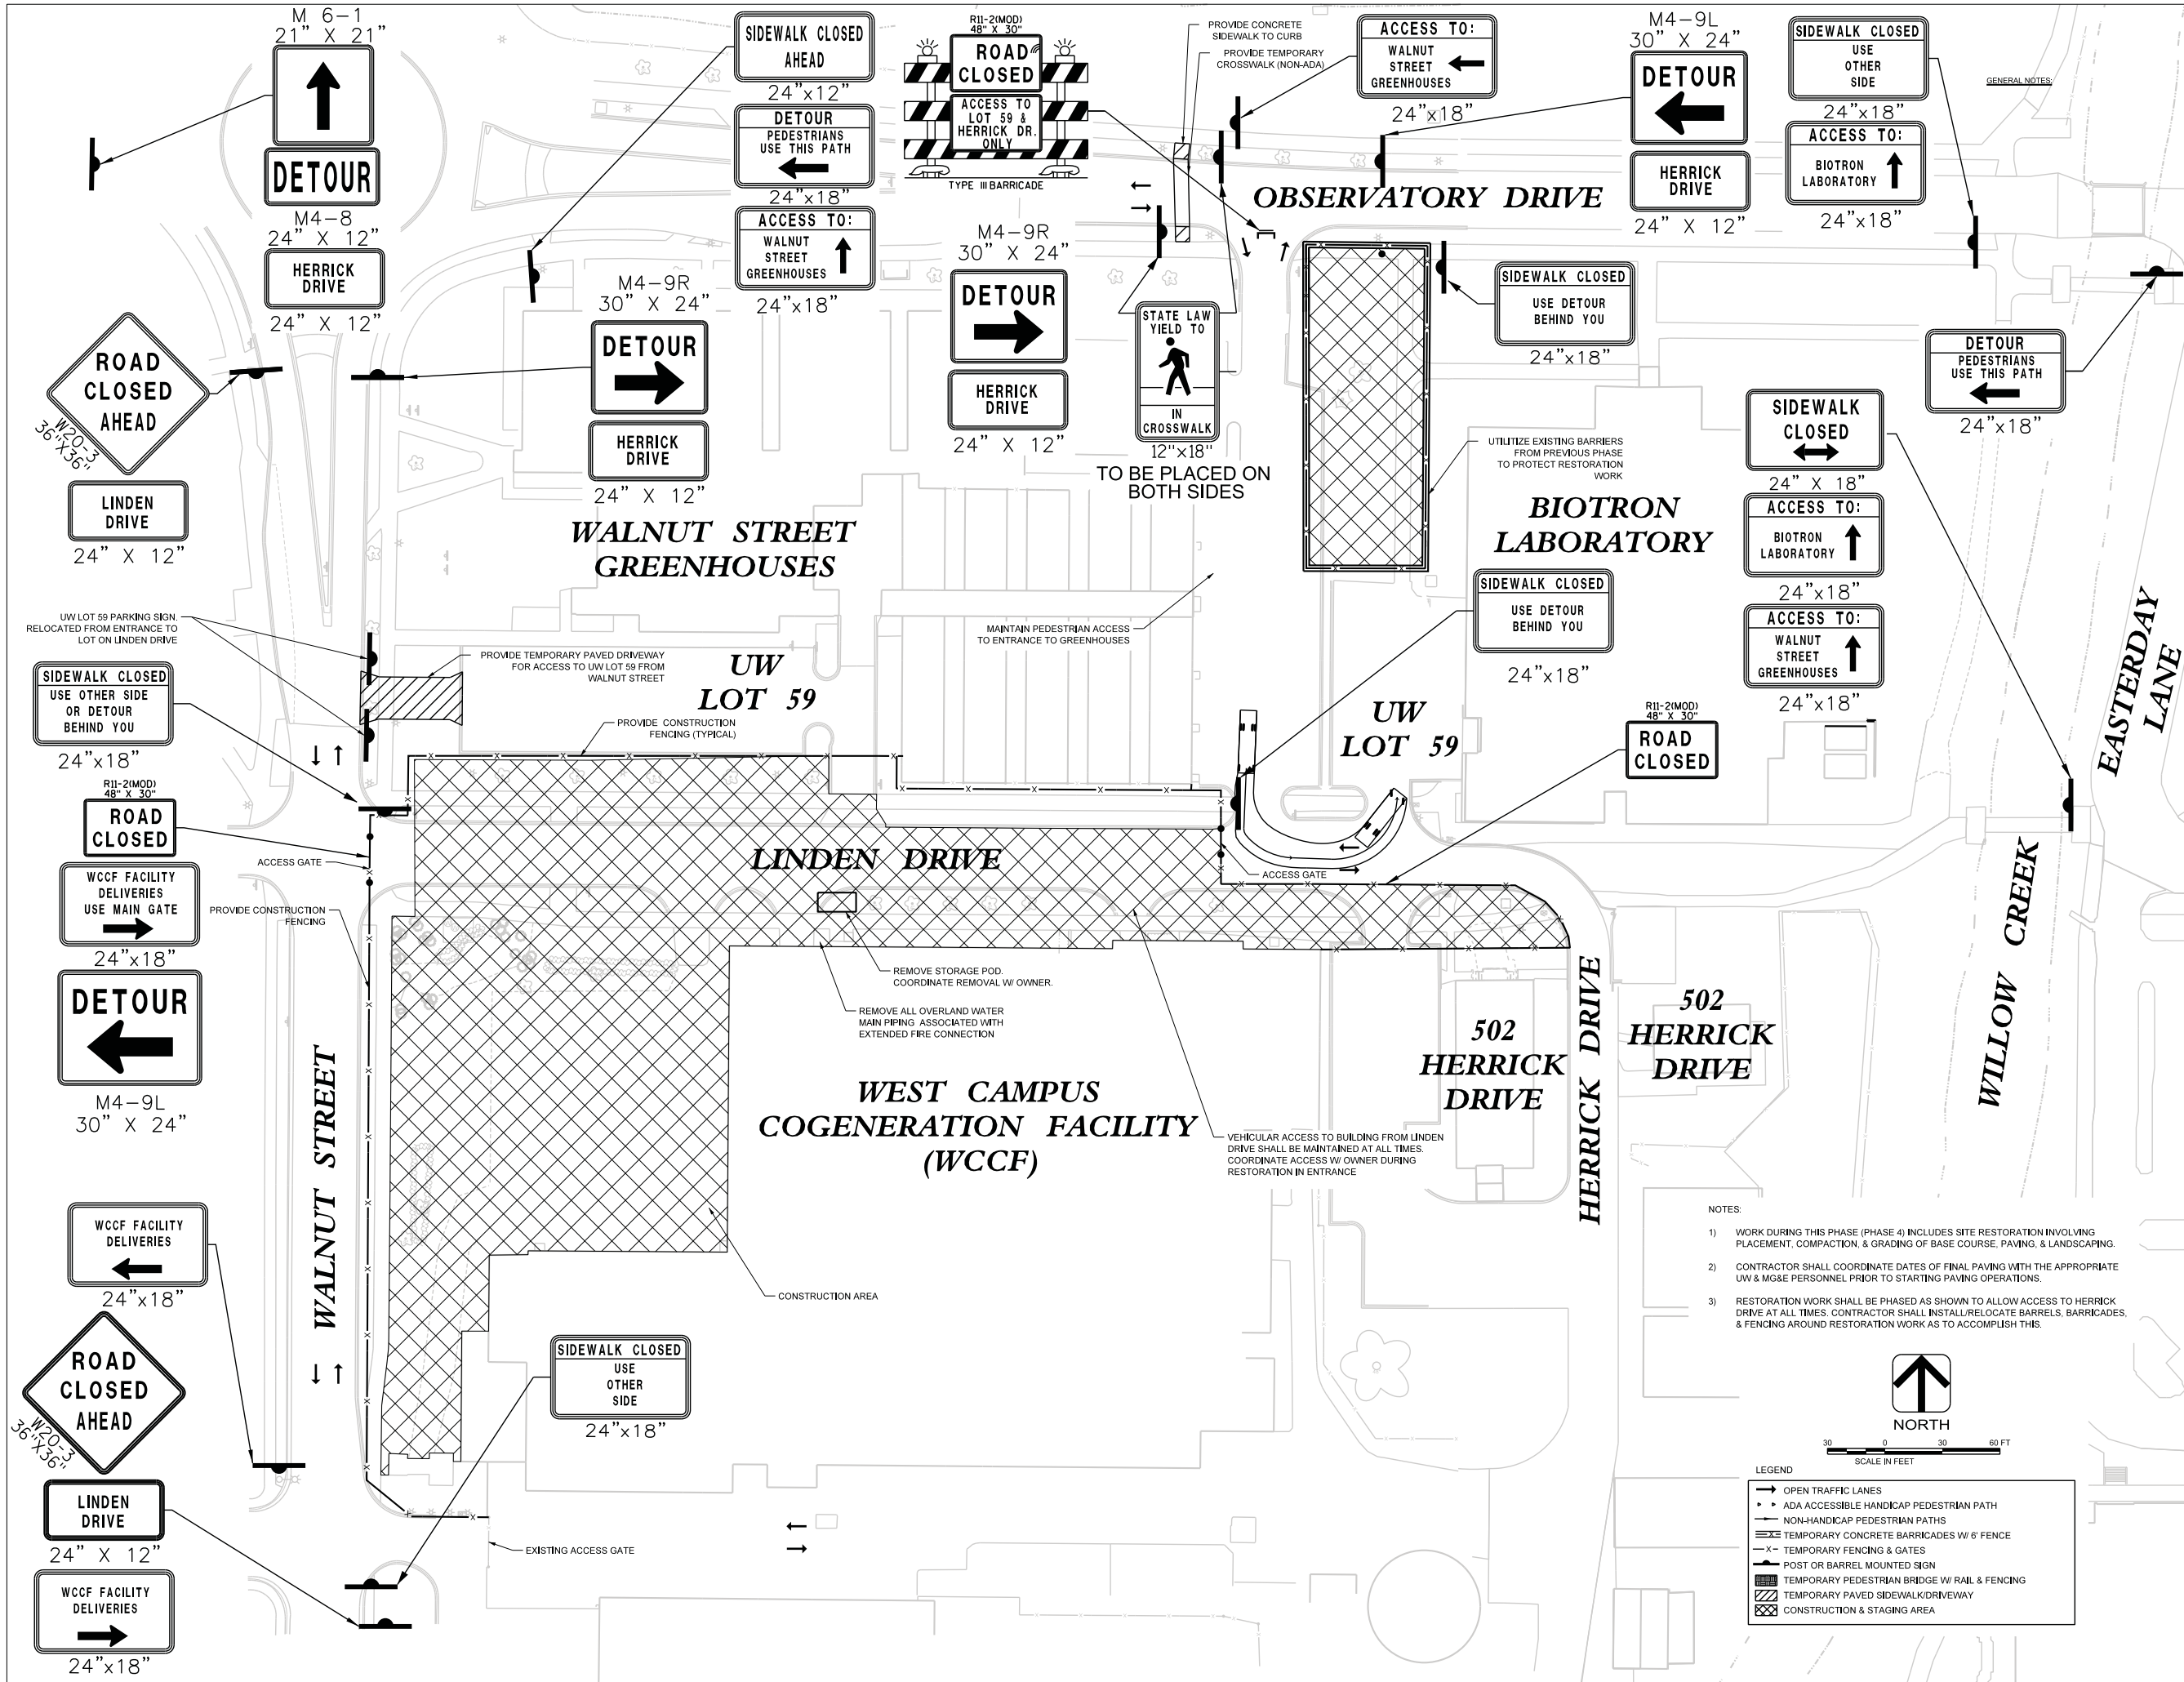 M 6-1
21" X 21"
DETOUR
M4-8
24" X 12"
HERRICK
DRIVE
24" X 12"
SIDEWALK CLOSED
AHEAD
24"x12"
DETOUR
PEDESTRIANS
USE THIS PATH
24"x18"
ACCESS TO:
WALNUT
STREET
GREENHOUSES
24"x18"
R11-2(MOD)
48" X 30"
ROAD
CLOSED
ACCESS TO
LOT 59 &
HERRICK DR.
ONLY
TYPE III BARRICADE
PROVIDE CONCRETE
SIDEWALK TO CURB
PROVIDE TEMPORARY
CROSSWALK (NON-ADA)
ACCESS TO:
WALNUT
STREET
GREENHOUSES
24"x18"
M4-9L
30" X 24"
DETOUR
HERRICK
DRIVE
24" X 12"
SIDEWALK CLOSED
USE
OTHER
SIDE
24"x18"
ACCESS TO:
BIOTRON
LABORATORY
24"x18"
GENERAL NOTES:
OBSERVATORY DRIVE
M4-9R
30" X 24"
DETOUR
HERRICK
DRIVE
24" X 12"
M4-9R
30" X 24"
DETOUR
HERRICK
DRIVE
24" X 12"
STATE LAW
YIELD TO
IN
CROSSWALK
12"x18"
TO BE PLACED ON
BOTH SIDES
SIDEWALK CLOSED
USE DETOUR
BEHIND YOU
24"x18"
DETOUR
PEDESTRIANS
USE THIS PATH
24"x18"
ROAD
CLOSED
AHEAD
W20-3
36"X36"
LINDEN
DRIVE
24" X 12"
UTILITIZE EXISTING BARRIERS
FROM PREVIOUS PHASE
TO PROTECT RESTORATION
WORK
SIDEWALK
CLOSED
24" X 18"
ACCESS TO:
BIOTRON
LABORATORY
24"x18"
ACCESS TO:
WALNUT
STREET
GREENHOUSES
24"x18"
WALNUT STREET
GREENHOUSES
BIOTRON
LABORATORY
SIDEWALK CLOSED
USE DETOUR
BEHIND YOU
24"x18"
EASTERDAY
LANE
UW LOT 59 PARKING SIGN.
RELOCATED FROM ENTRANCE TO
LOT ON LINDEN DRIVE
PROVIDE TEMPORARY PAVED DRIVEWAY
FOR ACCESS TO UW LOT 59 FROM
WALNUT STREET
MAINTAIN PEDESTRIAN ACCESS
TO ENTRANCE TO GREENHOUSES
UW
LOT 59
UW
LOT 59
SIDEWALK CLOSED
USE OTHER SIDE
OR DETOUR
BEHIND YOU
24"x18"
PROVIDE CONSTRUCTION
FENCING (TYPICAL)
R11-2(MOD)
48" X 30"
ROAD
CLOSED
R11-2(MOD)
48" X 30"
ROAD
CLOSED
ACCESS GATE
LINDEN DRIVE
ACCESS GATE
WCCF FACILITY
DELIVERIES
USE MAIN GATE
24"x18"
PROVIDE CONSTRUCTION
FENCING
DETOUR
M4-9L
30" X 24"
REMOVE STORAGE POD.
COORDINATE REMOVAL W/ OWNER.
REMOVE ALL OVERLAND WATER
MAIN PIPING ASSOCIATED WITH
EXTENDED FIRE CONNECTION
WILLOW CREEK
502
HERRICK
DRIVE
HERRICK DRIVE
502
HERRICK
DRIVE
WEST CAMPUS
COGENERATION FACILITY
(WCCF)
WALNUT STREET
VEHICULAR ACCESS TO BUILDING FROM LINDEN
DRIVE SHALL BE MAINTAINED AT ALL TIMES.
COORDINATE ACCESS W/ OWNER DURING
RESTORATION IN ENTRANCE
WCCF FACILITY
DELIVERIES
24"x18"
CONSTRUCTION AREA
NOTES:
1) WORK DURING THIS PHASE (PHASE 4) INCLUDES SITE RESTORATION INVOLVING
PLACEMENT, COMPACTION, & GRADING OF BASE COURSE, PAVING, & LANDSCAPING.
2) CONTRACTOR SHALL COORDINATE DATES OF FINAL PAVING WITH THE APPROPRIATE
UW & MG&E PERSONNEL PRIOR TO STARTING PAVING OPERATIONS.
3) RESTORATION WORK SHALL BE PHASED AS SHOWN TO ALLOW ACCESS TO HERRICK
DRIVE AT ALL TIMES. CONTRACTOR SHALL INSTALL/RELOCATE BARRELS, BARRICADES,
& FENCING AROUND RESTORATION WORK AS TO ACCOMPLISH THIS.
ROAD
CLOSED
AHEAD
W20-3
36"X36"
LINDEN
DRIVE
24" X 12"
WCCF FACILITY
DELIVERIES
24"x18"
SIDEWALK CLOSED
USE
OTHER
SIDE
24"x18"
EXISTING ACCESS GATE
NORTH
30 0 30 60 FT
SCALE IN FEET
LEGEND
OPEN TRAFFIC LANES
ADA ACCESSIBLE HANDICAP PEDESTRIAN PATH
NON-HANDICAP PEDESTRIAN PATHS
TEMPORARY CONCRETE BARRICADES W/ 6' FENCE
TEMPORARY FENCING & GATES
POST OR BARREL MOUNTED SIGN
TEMPORARY PEDESTRIAN BRIDGE W/ RAIL & FENCING
TEMPORARY PAVED SIDEWALK/DRIVEWAY
CONSTRUCTION & STAGING AREA